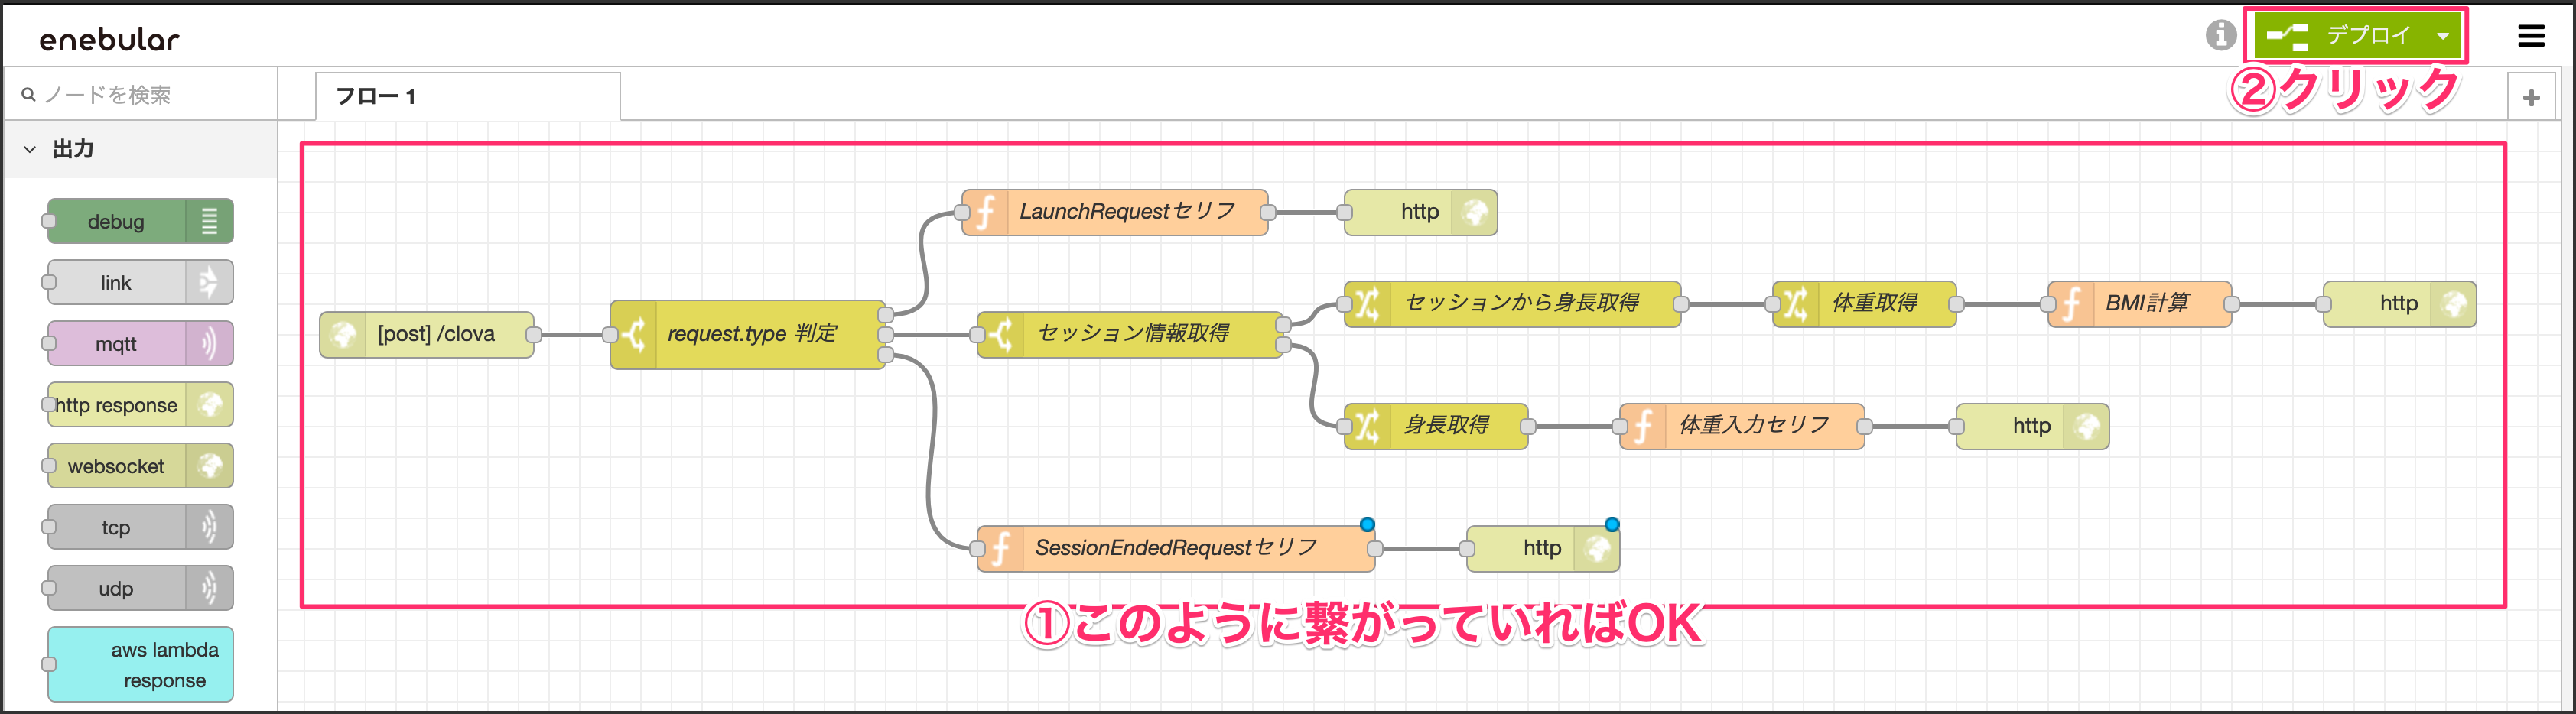 enebular
デプロイ
②クリック
ノードを検索
フロー 1
出力
debug
link
mqtt
http response
websocket
tcp
udp
aws lambda
response
LaunchRequestセリフ
http
[post] /clova
request.type 判定
セッション情報取得
セッションから身長取得
体重取得
BMI計算
http
身長取得
体重入力セリフ
http
SessionEndedRequestセリフ
http
①このように繋がっていればOK